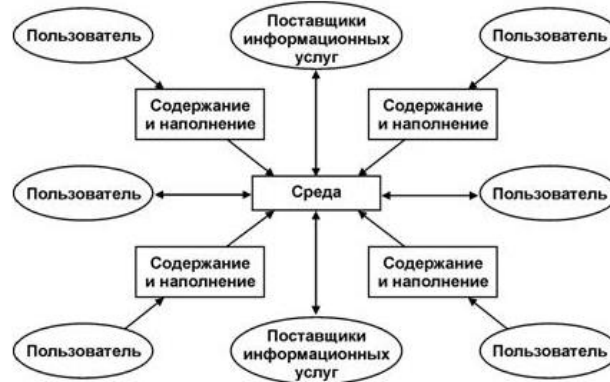 Пользователь
Поставщики
информационных
услуг
Пользователь
Содержание
и наполнение
Содержание
и наполнение
Пользователь
Среда
Пользователь
Содержание
и наполнение
Содержание
и наполнение
Пользователь
Поставщики
информационных
услуг
Пользователь